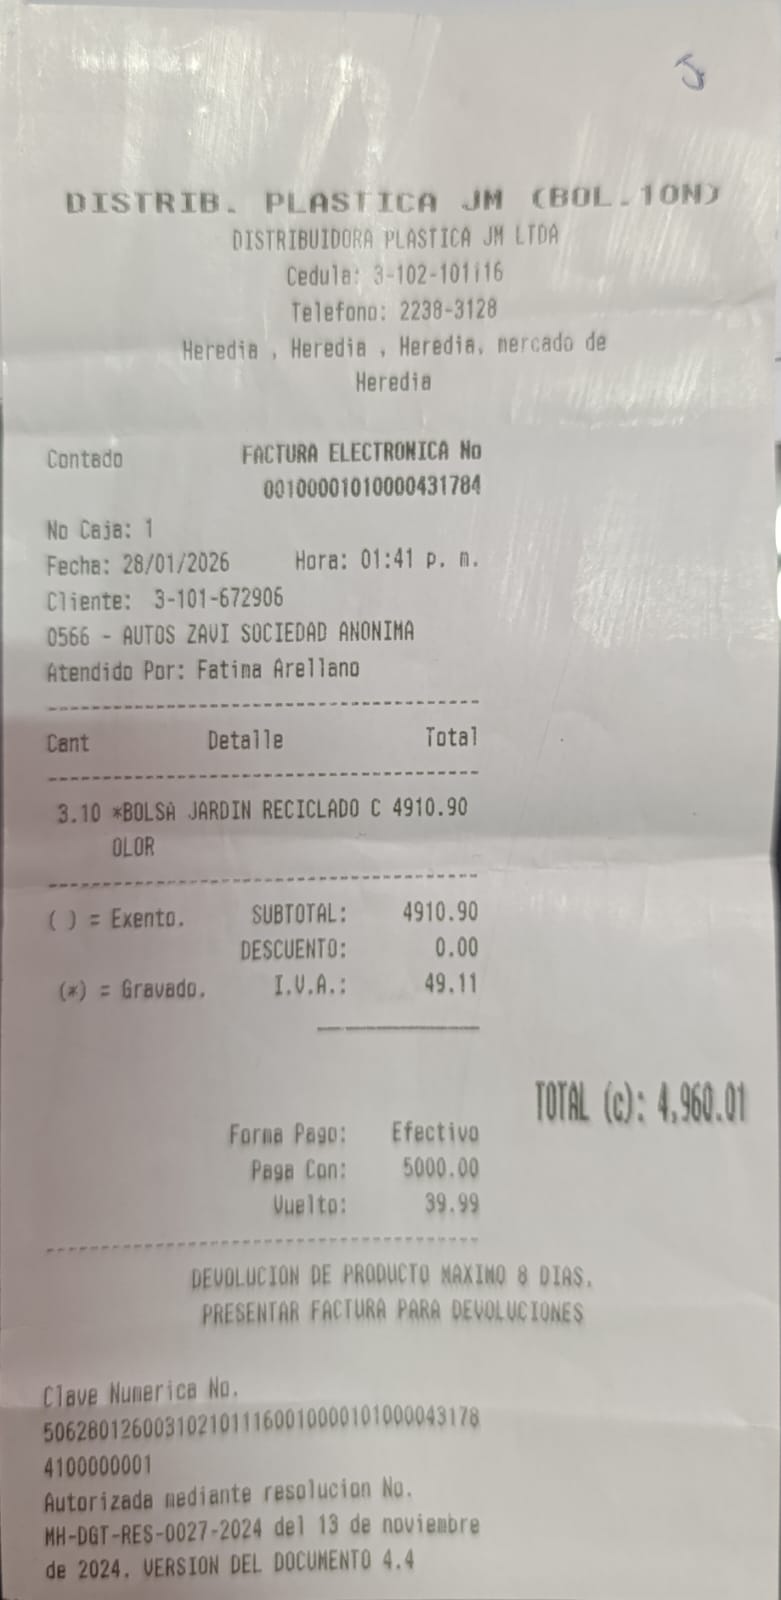 DISTRIB. PLASTICA JM (BOL.1ON)
DISTRIBUIDORA PLASTICA JM LTDA
Cedula: 3-102-101116
Telefono: 2238-3128
Heredia , Heredia , Heredia, mercado de
Heredia
Contado FACTURA ELECTRONICA No
00100001010000431784
No Caja: 1
Fecha: 28/01/2026 Hora: 01:41 p. m.
Cliente: 3-101-672906
0566 - AUTOS ZAVI SOCIEDAD ANONIMA
Atendido Por: Fatima Arellano
Cant Detalle Total
3.10 *BOLSA JARDIN RECICLADO C 4910.90
OLOR
( ) = Exento. SUBTOTAL: 4910.90
DESCUENTO: 0.00
(*) = Gravado. I.V.A.: 49.11
TOTAL (c): 4,960.01
Forma Pago: Efectivo
Paga Con: 5000.00
Vuelto: 39.99
DEVOLUCION DE PRODUCTO MAXIMO 8 DIAS.
PRESENTAR FACTURA PARA DEVOLUCIONES
Clave Numerica No.
5062801260031021011160010000101000043178
4100000001
Autorizada mediante resolucion No.
MH-DGT-RES-0027-2024 del 13 de noviembre
de 2024. VERSION DEL DOCUMENTO 4.4